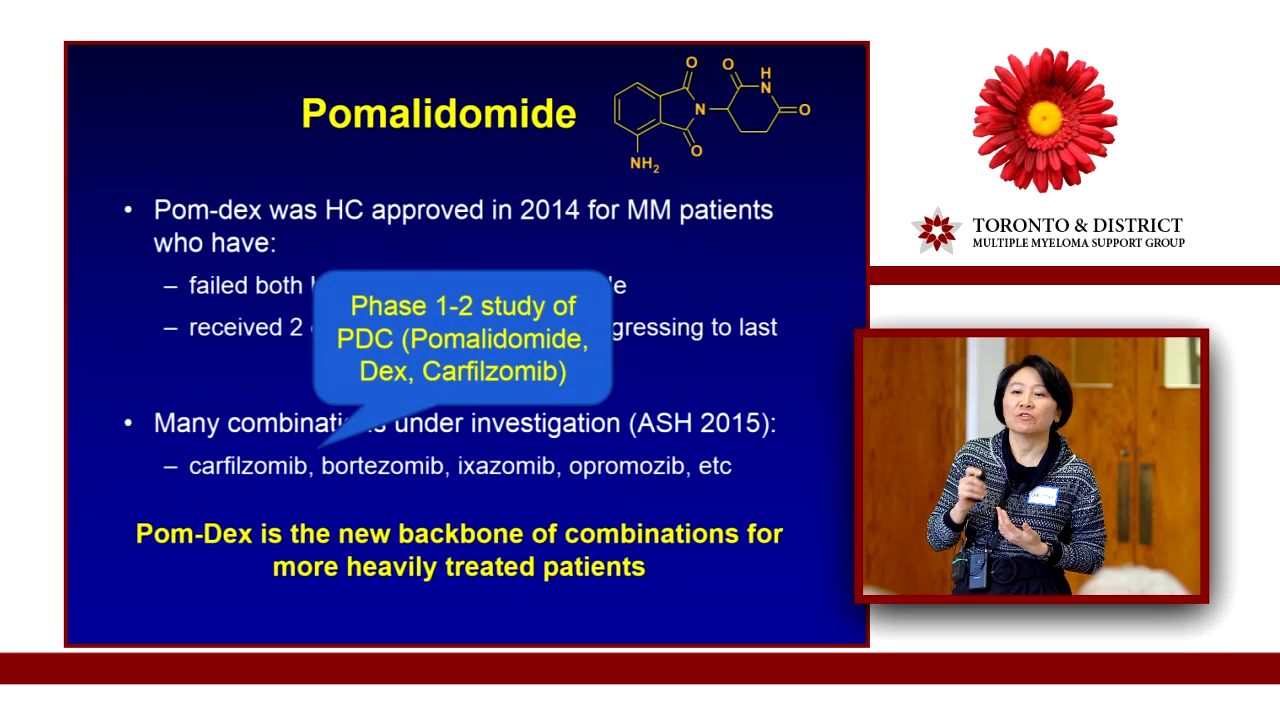 Pomalidomide
O
O
H
N
N
O
O
NH2
Pom-dex was HC approved in 2014 for MM patients
who have:
– failed both
– received 2 gressing to last
Phase 1-2 study of
PDC (Pomalidomide,
Dex, Carfilzomib)
Many under investigation (ASH 2015):
– carfilzomib, bortezomib, ixazomib, opromozib, etc
Pom-Dex is the new backbone of combinations for
more heavily treated patients
TORONTO & DISTRICT
MULTIPLE MYELOMA SUPPORT GROUP